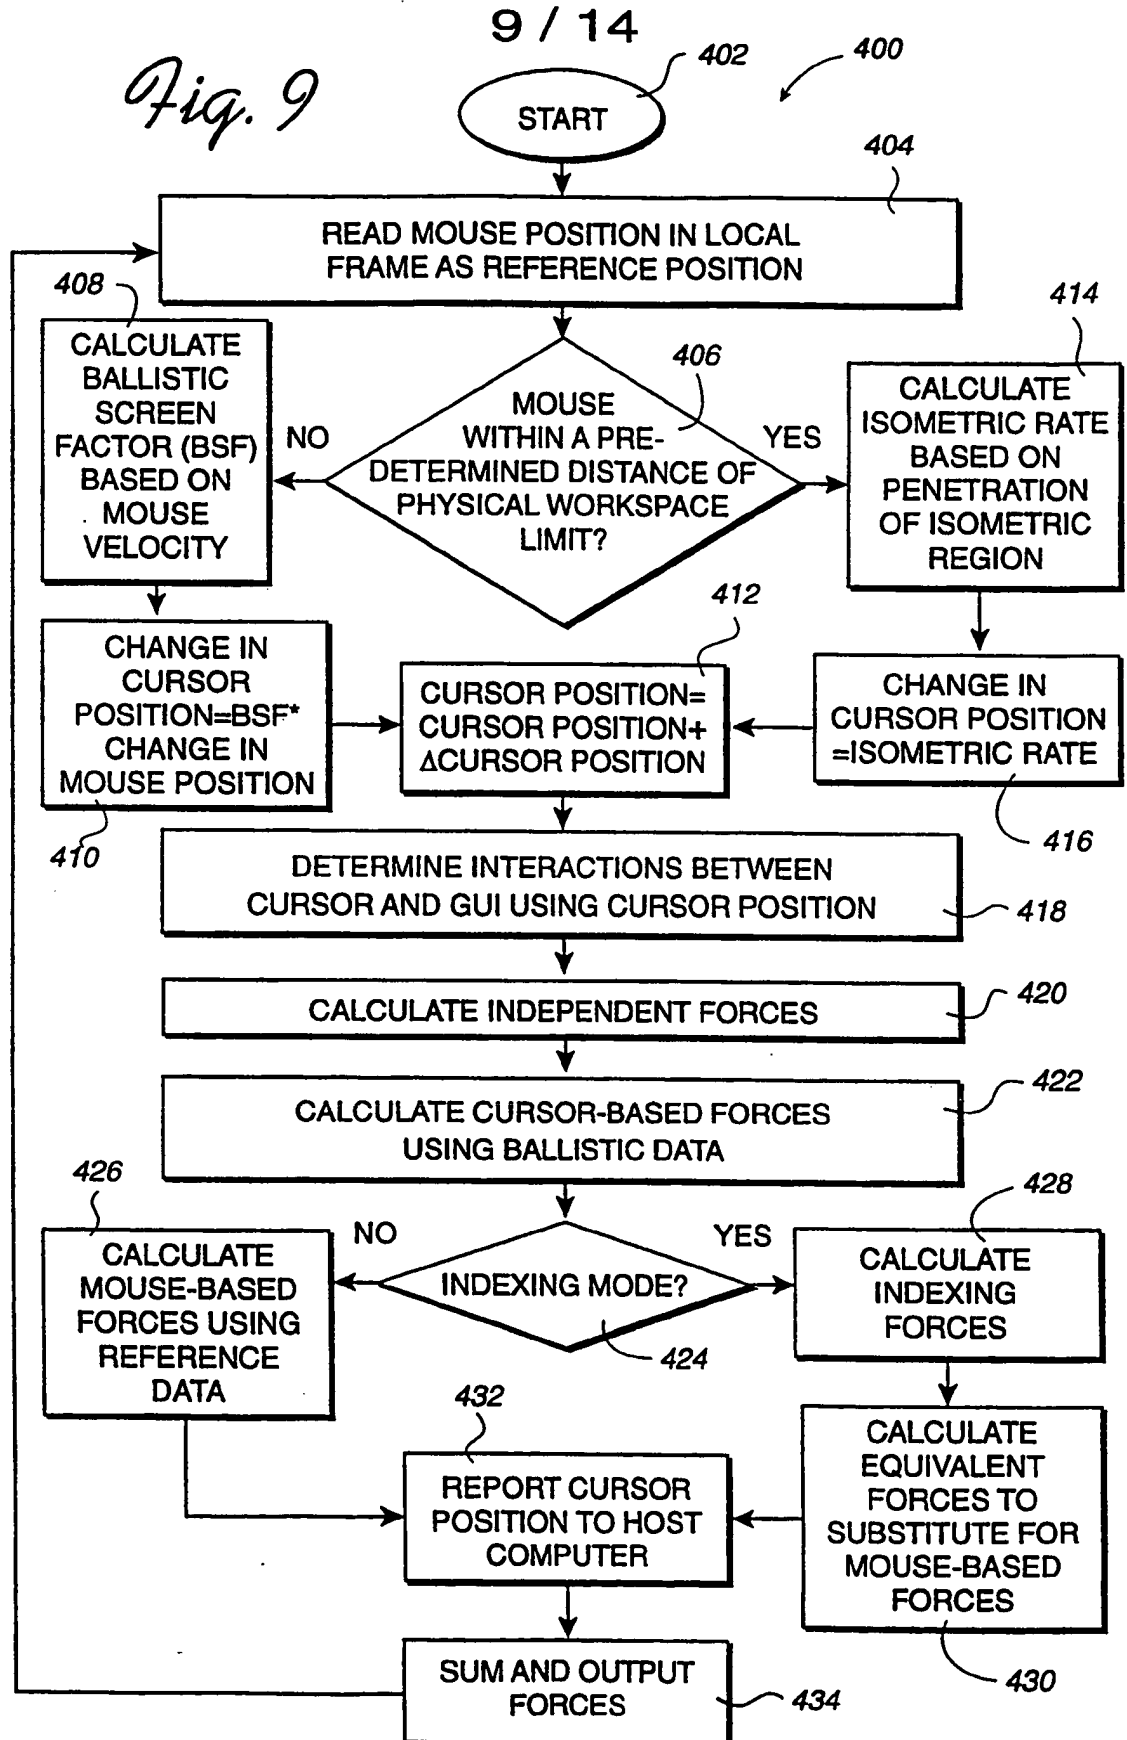 9 / 14
Fig. 9
402
400
START
404
READ MOUSE POSITION IN LOCAL
FRAME AS REFERENCE POSITION
408
CALCULATE
BALLISTIC
SCREEN
FACTOR (BSF)
BASED ON
MOUSE
VELOCITY
NO
406
MOUSE
WITHIN A PRE-
DETERMINED DISTANCE OF
PHYSICAL WORKSPACE
LIMIT?
YES
414
CALCULATE
ISOMETRIC RATE
BASED ON
PENETRATION
OF ISOMETRIC
REGION
CHANGE IN
CURSOR
POSITION=BSF*
CHANGE IN
MOUSE POSITION
410
412
CURSOR POSITION=
CURSOR POSITION+
ΔCURSOR POSITION
CHANGE IN
CURSOR POSITION
=ISOMETRIC RATE
416
DETERMINE INTERACTIONS BETWEEN
CURSOR AND GUI USING CURSOR POSITION
418
CALCULATE INDEPENDENT FORCES
420
CALCULATE CURSOR-BASED FORCES
USING BALLISTIC DATA
422
426
CALCULATE
MOUSE-BASED
FORCES USING
REFERENCE
DATA
NO
INDEXING MODE?
424
YES
428
CALCULATE
INDEXING
FORCES
432
REPORT CURSOR
POSITION TO HOST
COMPUTER
CALCULATE
EQUIVALENT
FORCES TO
SUBSTITUTE FOR
MOUSE-BASED
FORCES
430
SUM AND OUTPUT
FORCES
434